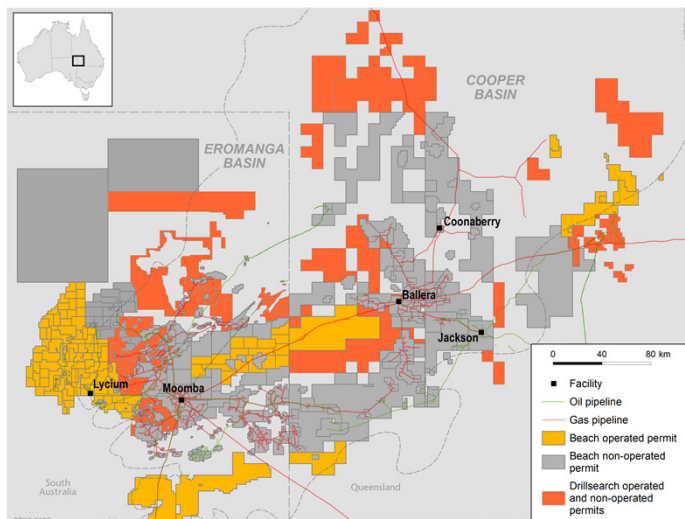 COOPER
BASIN
EROMANGA
BASIN
Coonaberry
Ballera
Jackson
Lycium
Moomba
South
Australia
Queensland
0 40 80 km
Facility
Oil pipeline
Gas pipeline
Beach operated permit
Beach non-operated
permit
Drillsearch operated
and non-operated
permits